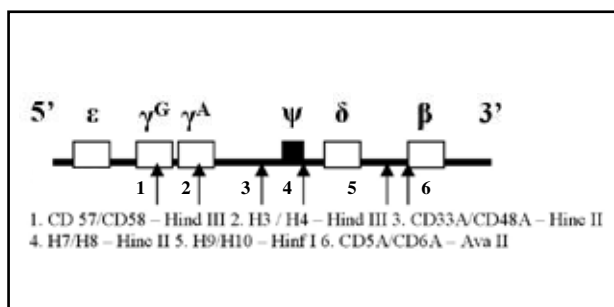 5’ ε γG γA ψ δ β 3’
1 2 3 4 5 6
1. CD 57/CD58 – Hind III 2. H3 / H4 – Hind III 3. CD33A/CD48A – Hinc II
4. H7/H8 – Hinc II 5. H9/H10 – Hinf I 6. CD5A/CD6A – Ava II